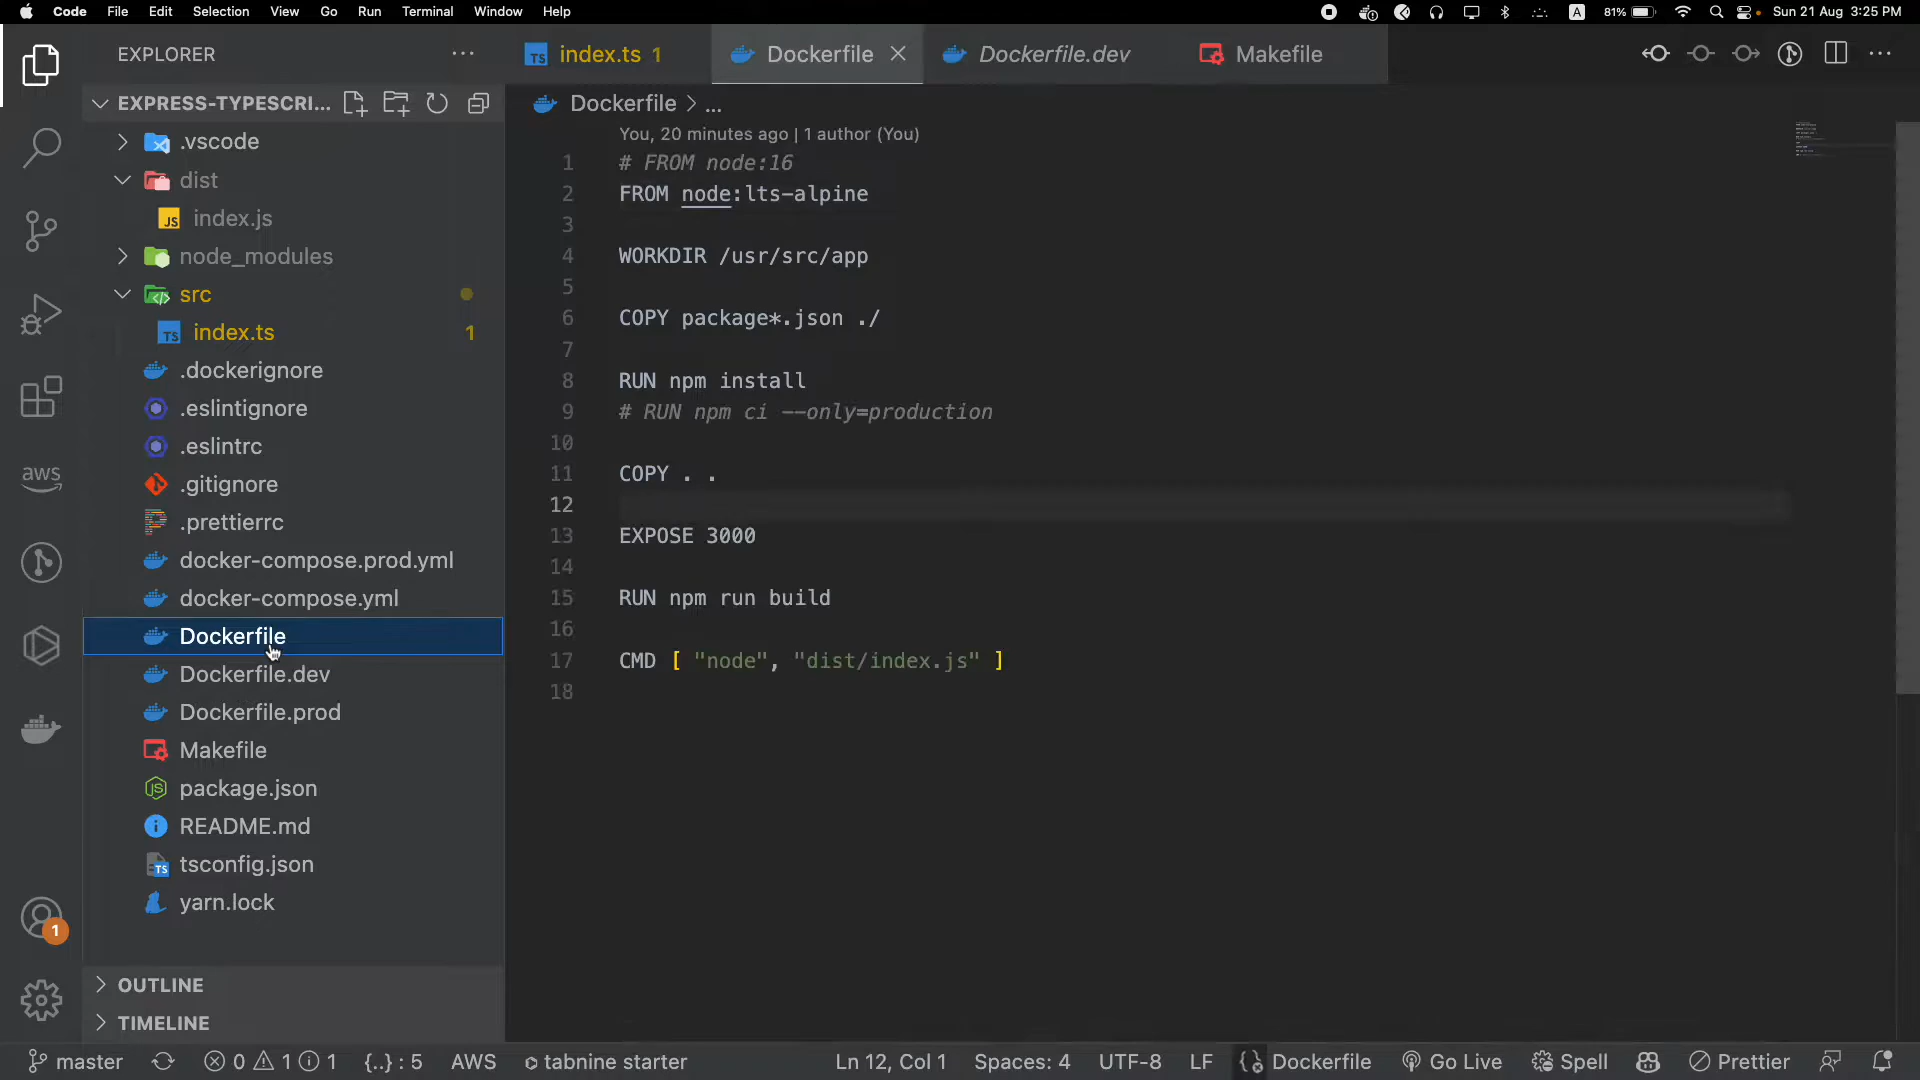 Code File Edit Selection View Go Run Terminal Window Help
A 81% Sun 21 Aug 3:25 PM
EXPLORER
index.ts 1 Dockerfile Dockerfile.dev Makefile
EXPRESS-TYPESCRI...
Dockerfile > ...
.vscode
dist
index.js
node_modules
src
index.ts 1
.dockerignore
.eslintignore
.eslintrc
.gitignore
.prettierrc
docker-compose.prod.yml
docker-compose.yml
Dockerfile
Dockerfile.dev
Dockerfile.prod
Makefile
package.json
README.md
tsconfig.json
yarn.lock
OUTLINE
TIMELINE
aws
1
You, 20 minutes ago | 1 author (You)
1 # FROM node:16
2 FROM node:lts-alpine
3
4 WORKDIR /usr/src/app
5
6 COPY package*.json ./
7
8 RUN npm install
9 # RUN npm ci --only=production
10
11 COPY . .
12
13 EXPOSE 3000
14
15 RUN npm run build
16
17 CMD [ "node", "dist/index.js" ]
18
master 0 1 1 {..} : 5 AWS tabnine starter Ln 12, Col 1 Spaces: 4 UTF-8 LF Dockerfile Go Live Spell Prettier